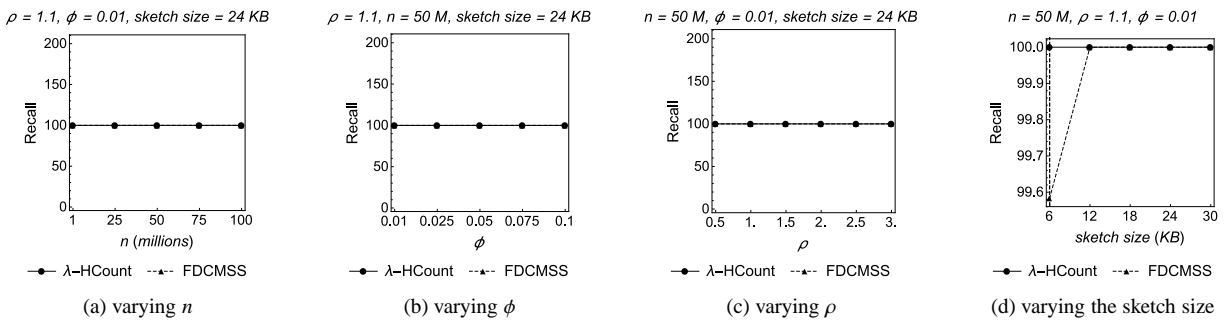 ρ = 1.1, ϕ = 0.01, sketch size = 24 KB
200
150
100
50
0
Recall
1 25 50 75 100
n (millions)
λ−HCount FDCMSS
(a) varying n
ρ = 1.1, n = 50 M, sketch size = 24 KB
200
150
100
50
0
Recall
0.01 0.025 0.05 0.075 0.1
ϕ
λ−HCount FDCMSS
(b) varying ϕ
n = 50 M, ϕ = 0.01, sketch size = 24 KB
200
150
100
50
0
Recall
0.5 1. 1.5 2. 2.5 3.
ρ
λ−HCount FDCMSS
(c) varying ρ
n = 50 M, ρ = 1.1, ϕ = 0.01
100.0
99.9
99.8
99.7
99.6
Recall
6 12 18 24 30
sketch size (KB)
λ−HCount FDCMSS
(d) varying the sketch size